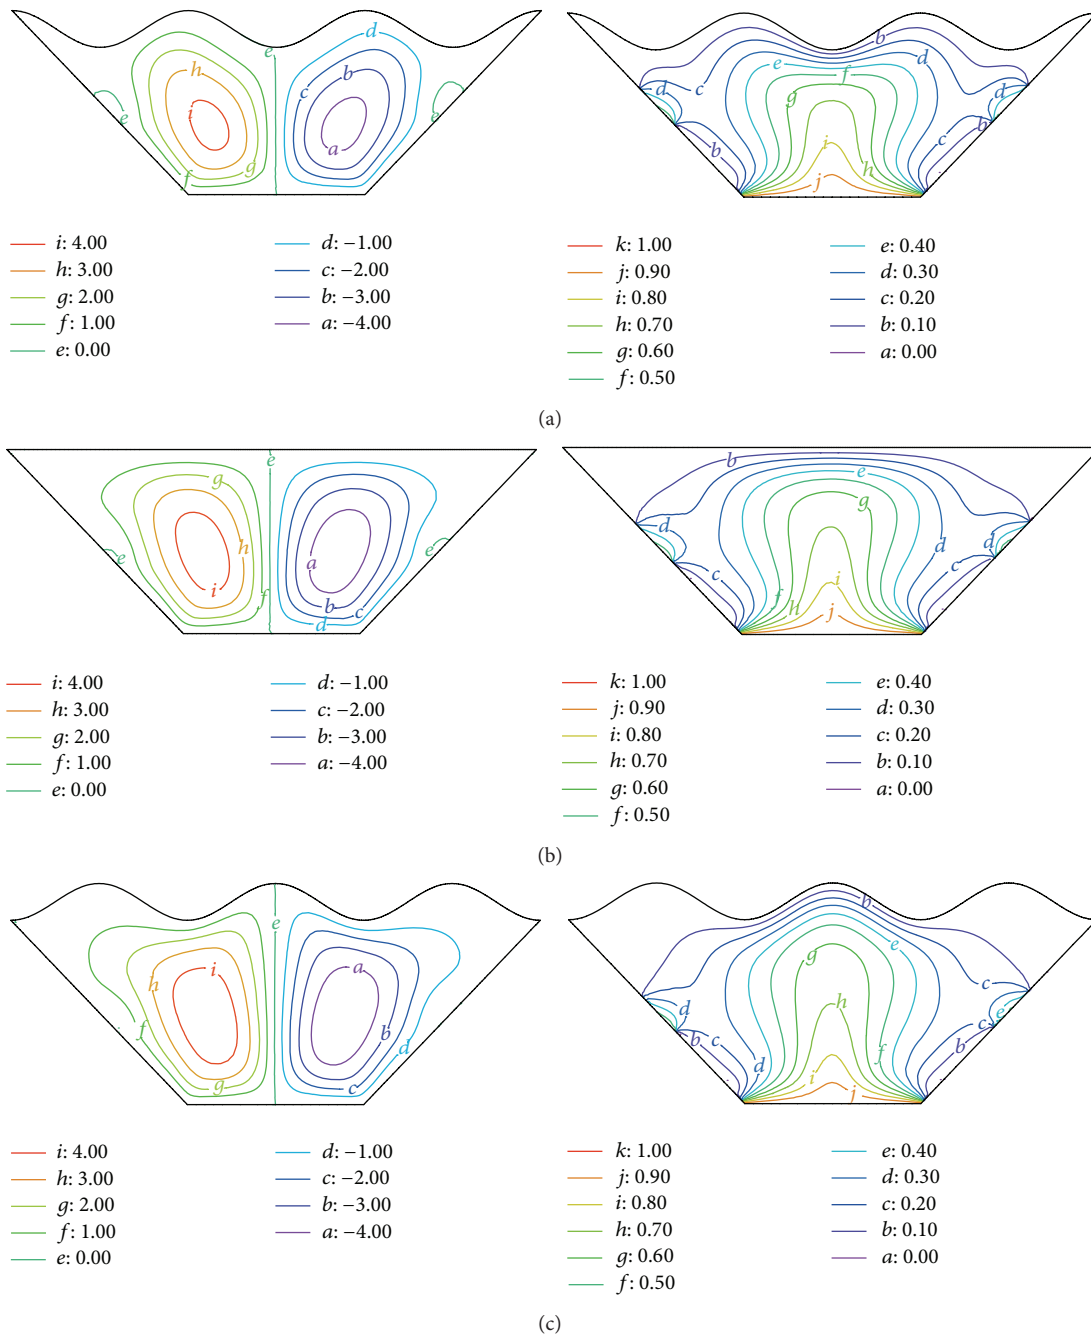 e d
h b
c
i
e e
a
g
f
b
d
e
d c f d
g
b
c
b i
h
j
i: 4.00 d: −1.00
h: 3.00 c: −2.00
g: 2.00 b: −3.00
f: 1.00 a: −4.00
e: 0.00
k: 1.00 e: 0.40
j: 0.90 d: 0.30
i: 0.80 c: 0.20
h: 0.70 b: 0.10
g: 0.60 a: 0.00
f: 0.50
(a)
e
g
h
e a e
i
f b c
d
b
e
g
d d
d
c c
i
f h j
i: 4.00 d: −1.00
h: 3.00 c: −2.00
g: 2.00 b: −3.00
f: 1.00 a: −4.00
e: 0.00
k: 1.00 e: 0.40
j: 0.90 d: 0.30
i: 0.80 c: 0.20
h: 0.70 b: 0.10
g: 0.60 a: 0.00
f: 0.50
(b)
e
i a
h
f b d
g c
b
e
g
c
d h e
b c c
f b
d i j
i: 4.00 d: −1.00
h: 3.00 c: −2.00
g: 2.00 b: −3.00
f: 1.00 a: −4.00
e: 0.00
k: 1.00 e: 0.40
j: 0.90 d: 0.30
i: 0.80 c: 0.20
h: 0.70 b: 0.10
g: 0.60 a: 0.00
f: 0.50
(c)